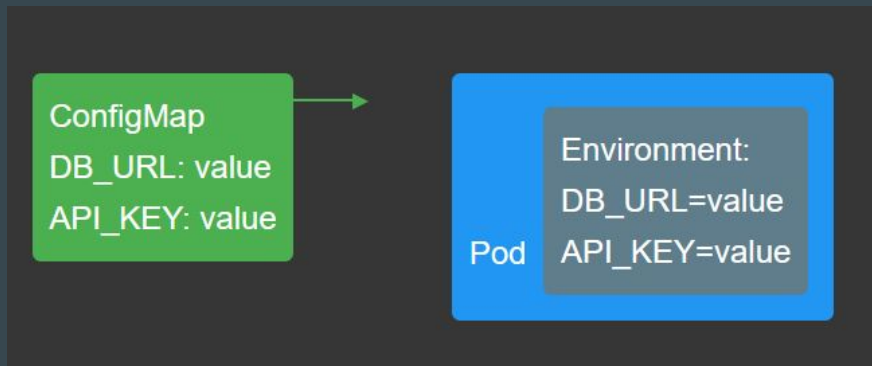 ConfigMap
DB_URL: value
API_KEY: value
Environment:
DB_URL=value
API_KEY=value
Pod